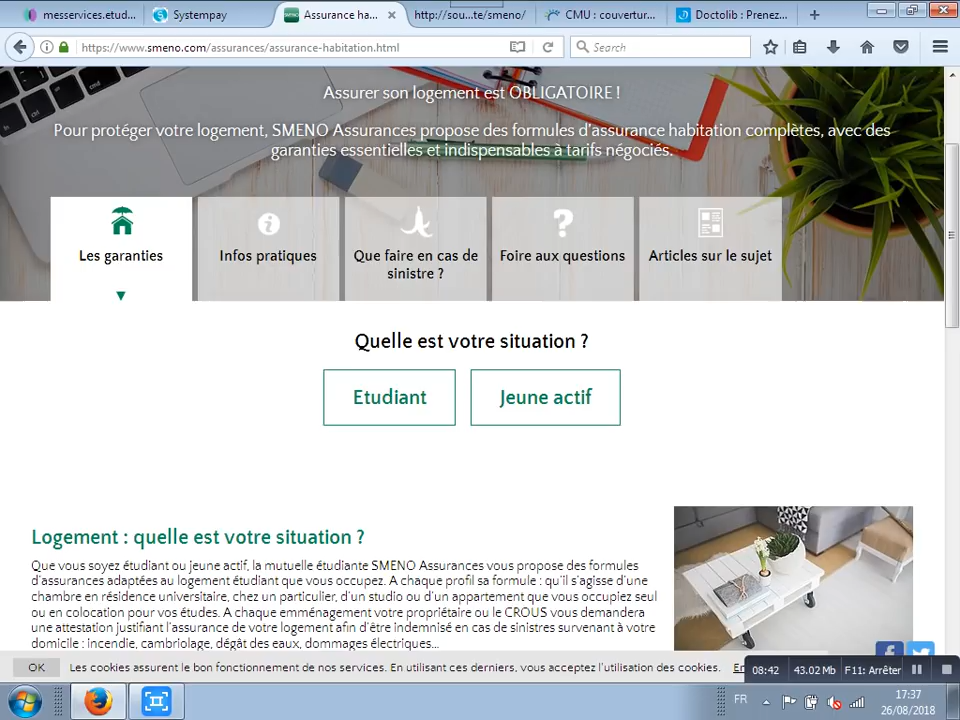 messervices.etud...
Systempay
Assurance ha...
http://sou...te/smeno/
CMU : couvertur...
Doctolib : Prenez...
https://www.smeno.com/assurances/assurance-habitation.html
Search
Assurer son logement est OBLIGATOIRE !
Pour protéger votre logement, SMENO Assurances propose des formules d'assurance habitation complètes, avec des
garanties essentielles et indispensables à tarifs négociés.
Les garanties
Infos pratiques
Que faire en cas de
sinistre ?
Foire aux questions
Articles sur le sujet
Quelle est votre situation ?
Etudiant
Jeune actif
Logement : quelle est votre situation ?
Que vous soyez étudiant ou jeune actif, la mutuelle étudiante SMENO Assurances vous propose des formules
d'assurances adaptées au logement étudiant que vous occupez. A chaque profil sa formule : qu'il s'agisse d'une
chambre en résidence universitaire, chez un particulier, d'un studio ou d'un appartement que vous occupiez seul
ou en colocation pour vos études. A chaque emménagement votre propriétaire ou le CROUS vous demandera
une attestation justifiant l'assurance de votre logement afin d'être indemnisé en cas de sinistres survenant à votre
domicile : incendie, cambriolage, dégât des eaux, dommages électriques...
OK
Les cookies assurent le bon fonctionnement de nos services. En utilisant ces derniers, vous acceptez l'utilisation des cookies.
En
08:42
43.02 Mb
F11: Arrêter
FR
17:37
26/08/2018